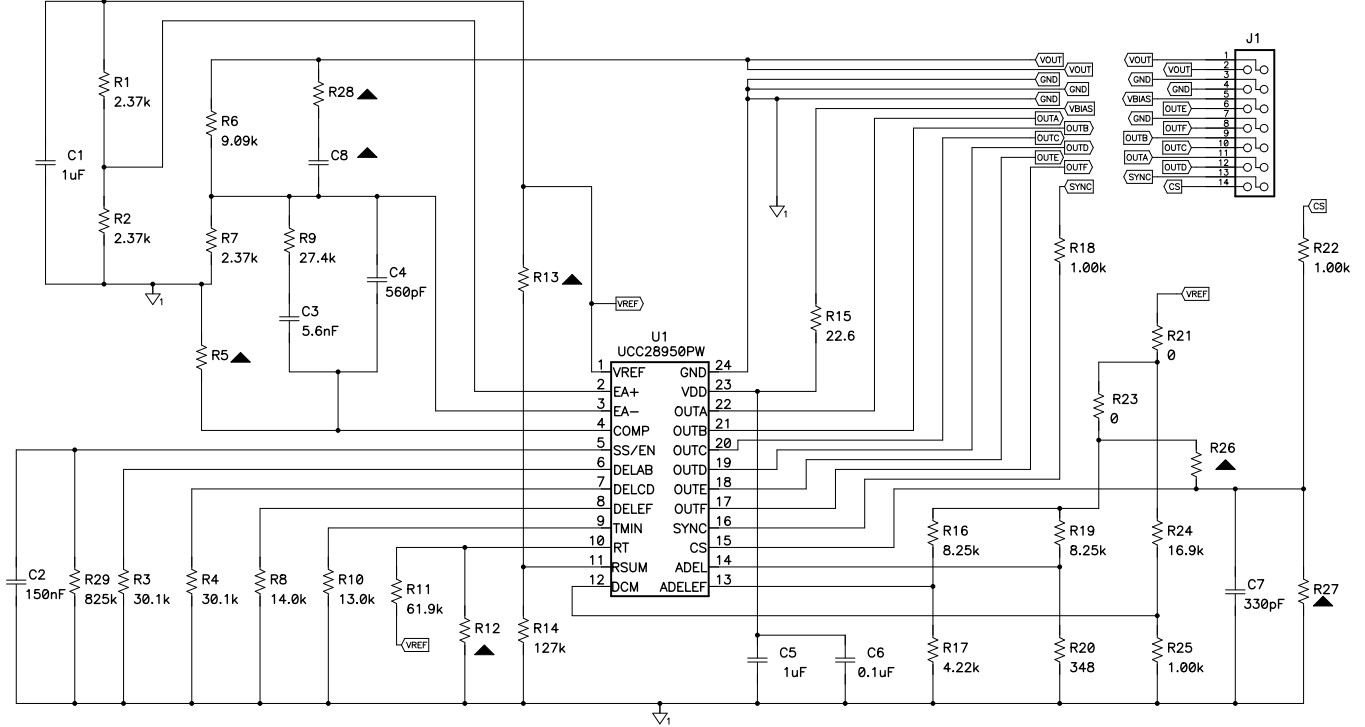 J1
R1
2.37k
R28
R6
9.09k
C1
1uF
C8
R2
2.37k
R7
2.37k
R9
27.4k
C4
560pF
C3
5.6nF
R5
1
R13
VREF
VOUT
VOUT
GND
GND
GND
VBIAS
OUTA
OUTB
OUTC
OUTD
OUTE
OUTF
SYNC
VOUT 1
VOUT 2
GND 3
GND 4
VBIAS 5
OUTE 6
GND 7
OUTF 8
OUTB 9
OUTC 10
OUTA 11
OUTD 12
SYNC 13
CS 14
1
R18
1.00k
CS
R22
1.00k
R15
22.6
VREF
R21
0
R23
0
R26
U1
UCC28950PW
1 VREF GND 24
2 EA+ VDD 23
3 EA- OUTA 22
4 COMP OUTB 21
5 SS/EN OUTC 20
6 DELAB OUTD 19
7 DELCD OUTE 18
8 DELEF OUTF 17
9 TMIN SYNC 16
10 RT CS 15
11 RSUM ADEL 14
12 DCM ADELEF 13
C2
150nF
R29
825k
R3
30.1k
R4
30.1k
R8
14.0k
R10
13.0k
R11
61.9k
VREF
R12
R14
127k
C5
1uF
C6
0.1uF
R16
8.25k
R19
8.25k
R24
16.9k
R17
4.22k
R20
348
R25
1.00k
C7
330pF
R27
1